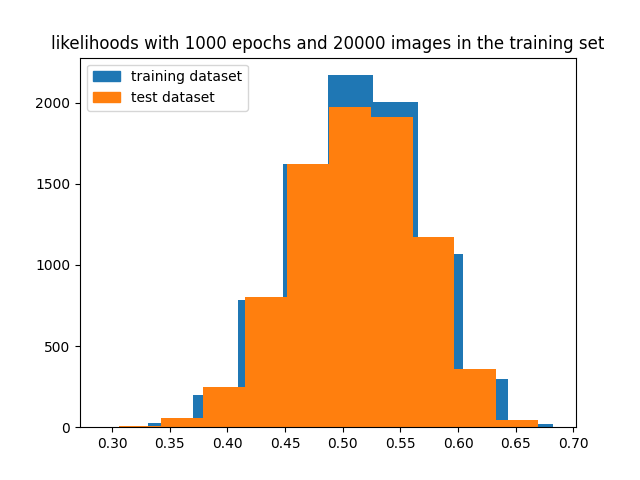 likelihoods with 1000 epochs and 20000 images in the training set
training dataset
test dataset
2000
1500
1000
500
0
0.30 0.35 0.40 0.45 0.50 0.55 0.60 0.65 0.70